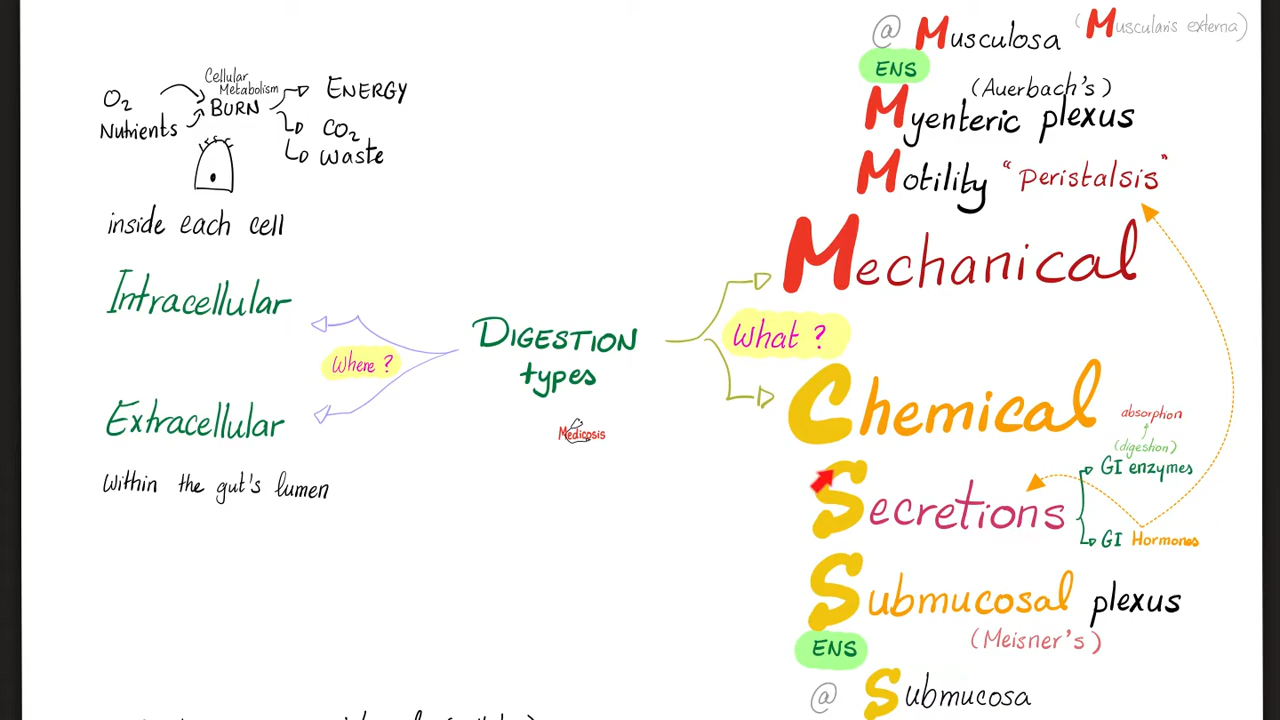 @ Musculosa (Muscularis externa)
ENS
(Auerbach's)
Myenteric plexus
Motility "Peristalsis"
Mechanical
What ?
Chemical
absorphon
(digeshon)
GI enzymes
Secretions
GI Hormones
Submucosal plexus
(Meisner's)
ENS
@ Submucosa
DIGESTION
types
Medicosis
Where ?
Cellular
Metabolism
O2
Nutrients
BURN
ENERGY
CO2
Waste
inside each cell
Intracellular
Extracellular
Within the gut's lumen